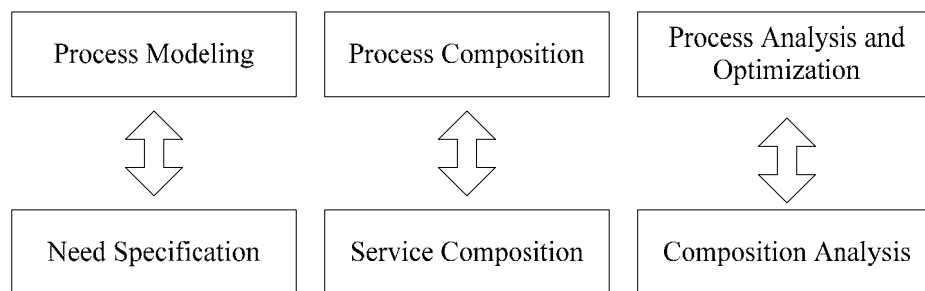 Process Modeling
Process Composition
Process Analysis and
Optimization
Need Specification
Service Composition
Composition Analysis